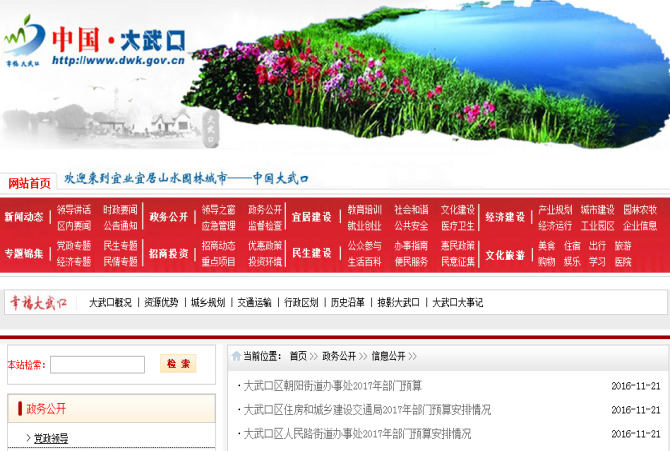 中国·大武口
幸福大武口
http://www.dwk.gov.cn
大武口
网站首页 欢迎来到宜业宜居山水园林城市——中国大武口
新闻动态 领导讲话 时政要闻 政务公开 领导之窗 政务公开 宜居建设 教育培训 社会和谐 文化建设 经济建设 产业规划 城市建设 园林农牧
区内要闻 公告通知 应急管理 监督检查 就业创业 公共安全 医疗卫生 经济运行 工业园区 企业信息
专题锦集 党政专题 民生专题 招商投资 招商动态 优惠政策 民生建设 公众参与 办事指南 惠民政策 文化旅游 美食 住宿 出行 旅游
经济专题 民情专题 重点项目 投资环境 生活百科 便民服务 民意征集 购物 娱乐 学习 医院
幸福大武口 大武口概况 | 资源优势 | 城乡规划 | 交通运输 | 行政区划 | 历史沿革 | 掠影大武口 | 大武口大事记
本站检索: 检 索
当前位置: 首页 >> 政务公开 >> 信息公开 >>
·大武口区朝阳街道办事处2017年部门预算 2016-11-21
政务公开
·大武口区住房和城乡建设交通局2017年部门预算安排情况 2016-11-21
> 党政领导
·大武口区人民路街道办事处2017年部门预算安排情况 2016-11-21